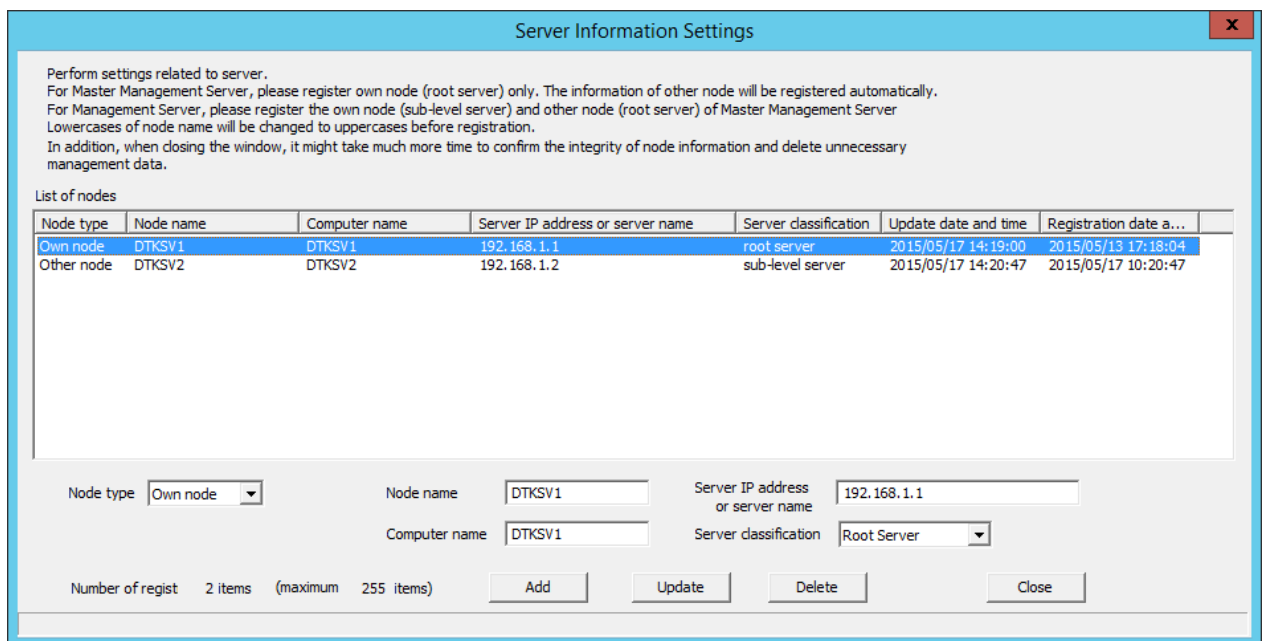 Server Information Settings
x
Perform settings related to server.
For Master Management Server, please register own node (root server) only. The information of other node will be registered automatically.
For Management Server, please register the own node (sub-level server) and other node (root server) of Master Management Server
Lowercases of node name will be changed to uppercases before registration.
In addition, when closing the window, it might take much more time to confirm the integrity of node information and delete unnecessary
management data.
List of nodes
Node type Node name Computer name Server IP address or server name Server classification Update date and time Registration date a...
Own node DTKSV1 DTKSV1 192.168.1.1 root server 2015/05/17 14:19:00 2015/05/13 17:18:04
Other node DTKSV2 DTKSV2 192.168.1.2 sub-level server 2015/05/17 14:20:47 2015/05/17 10:20:47
Node type Own node Node name DTKSV1 Server IP address 192.168.1.1
or server name
Computer name DTKSV1 Server classification Root Server
Number of regist 2 items (maximum 255 items) Add Update Delete Close